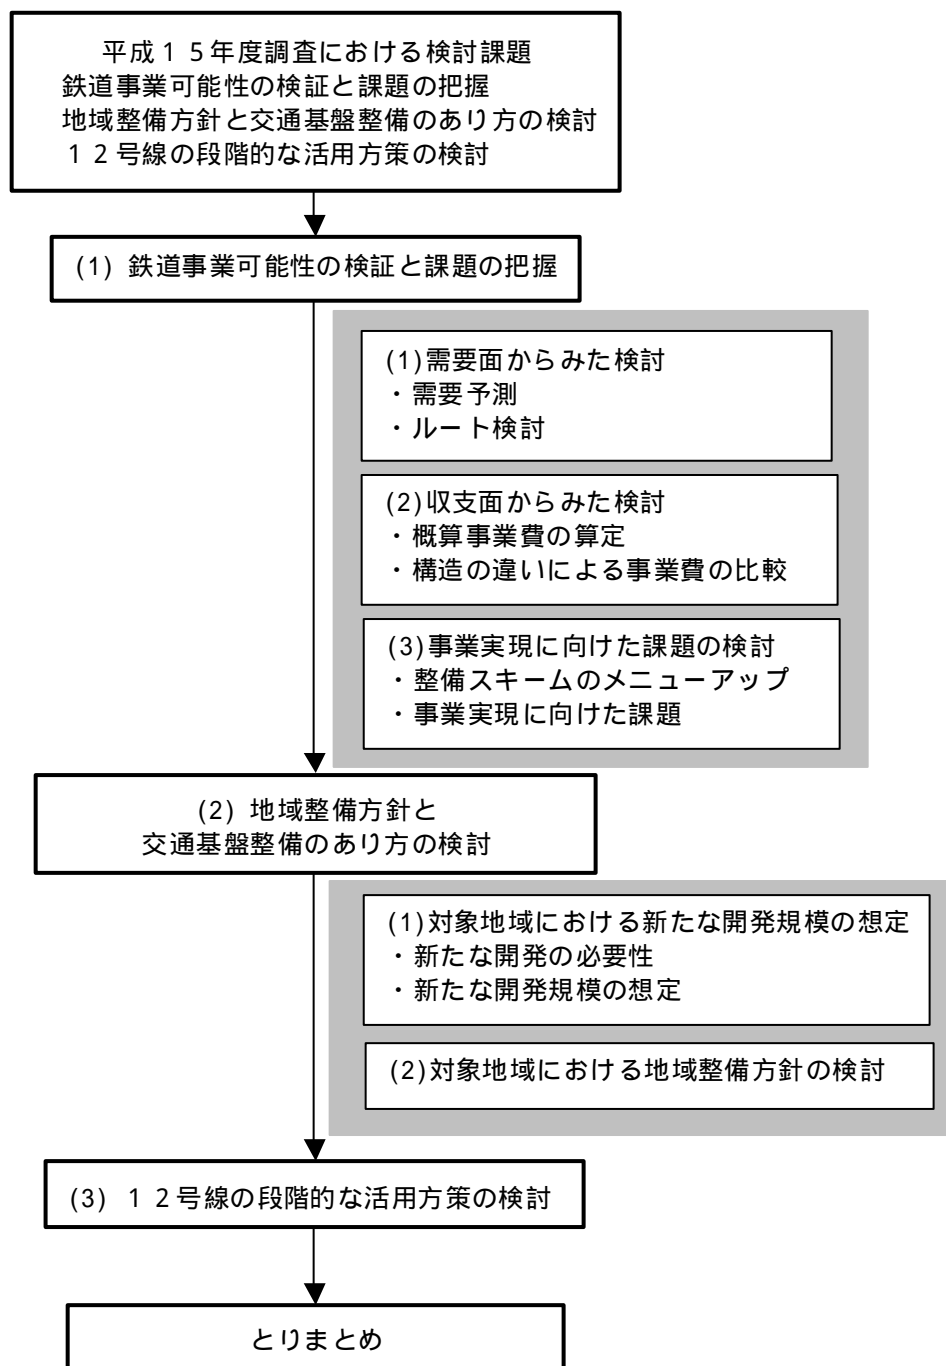 平成１５年度調査における検討課題
鉄道事業可能性の検証と課題の把握
地域整備方針と交通基盤整備のあり方の検討
１２号線の段階的な活用方策の検討
(1) 鉄道事業可能性の検証と課題の把握
(1)需要面からみた検討
・需要予測
・ルート検討
(2)収支面からみた検討
・概算事業費の算定
・構造の違いによる事業費の比較
(3)事業実現に向けた課題の検討
・整備スキームのメニューアップ
・事業実現に向けた課題
(2) 地域整備方針と
交通基盤整備のあり方の検討
(1)対象地域における新たな開発規模の想定
・新たな開発の必要性
・新たな開発規模の想定
(2)対象地域における地域整備方針の検討
(3) １２号線の段階的な活用方策の検討
とりまとめ